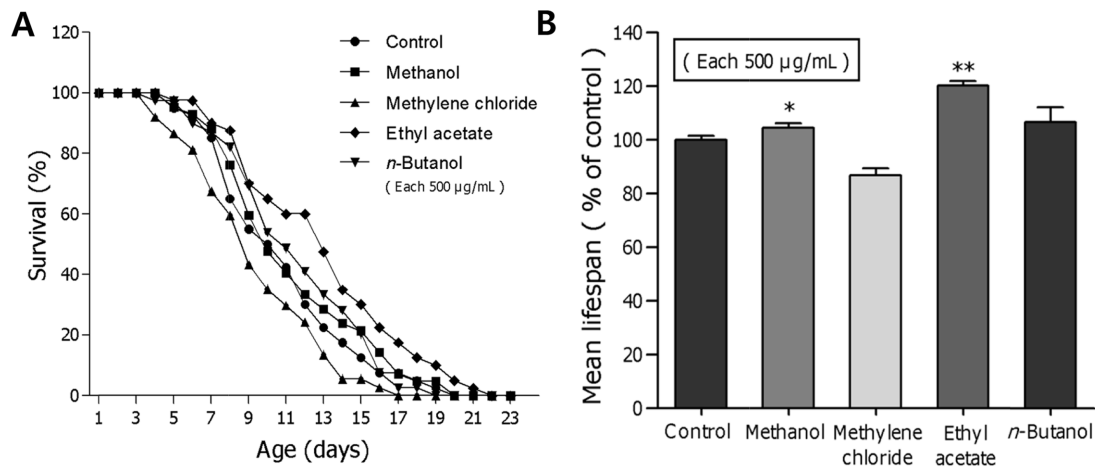 A
120
100
80
60
40
20
0
Survival (%)
1 3 5 7 9 11 13 15 17 19 21 23
Age (days)
Control
Methanol
Methylene chloride
Ethyl acetate
n-Butanol
( Each 500 µg/mL )
B
140
120
100
80
60
40
20
0
Mean lifespan ( % of control)
( Each 500 µg/mL )
*
**
Control Methanol Methylene Ethyl n-Butanol
chloride acetate